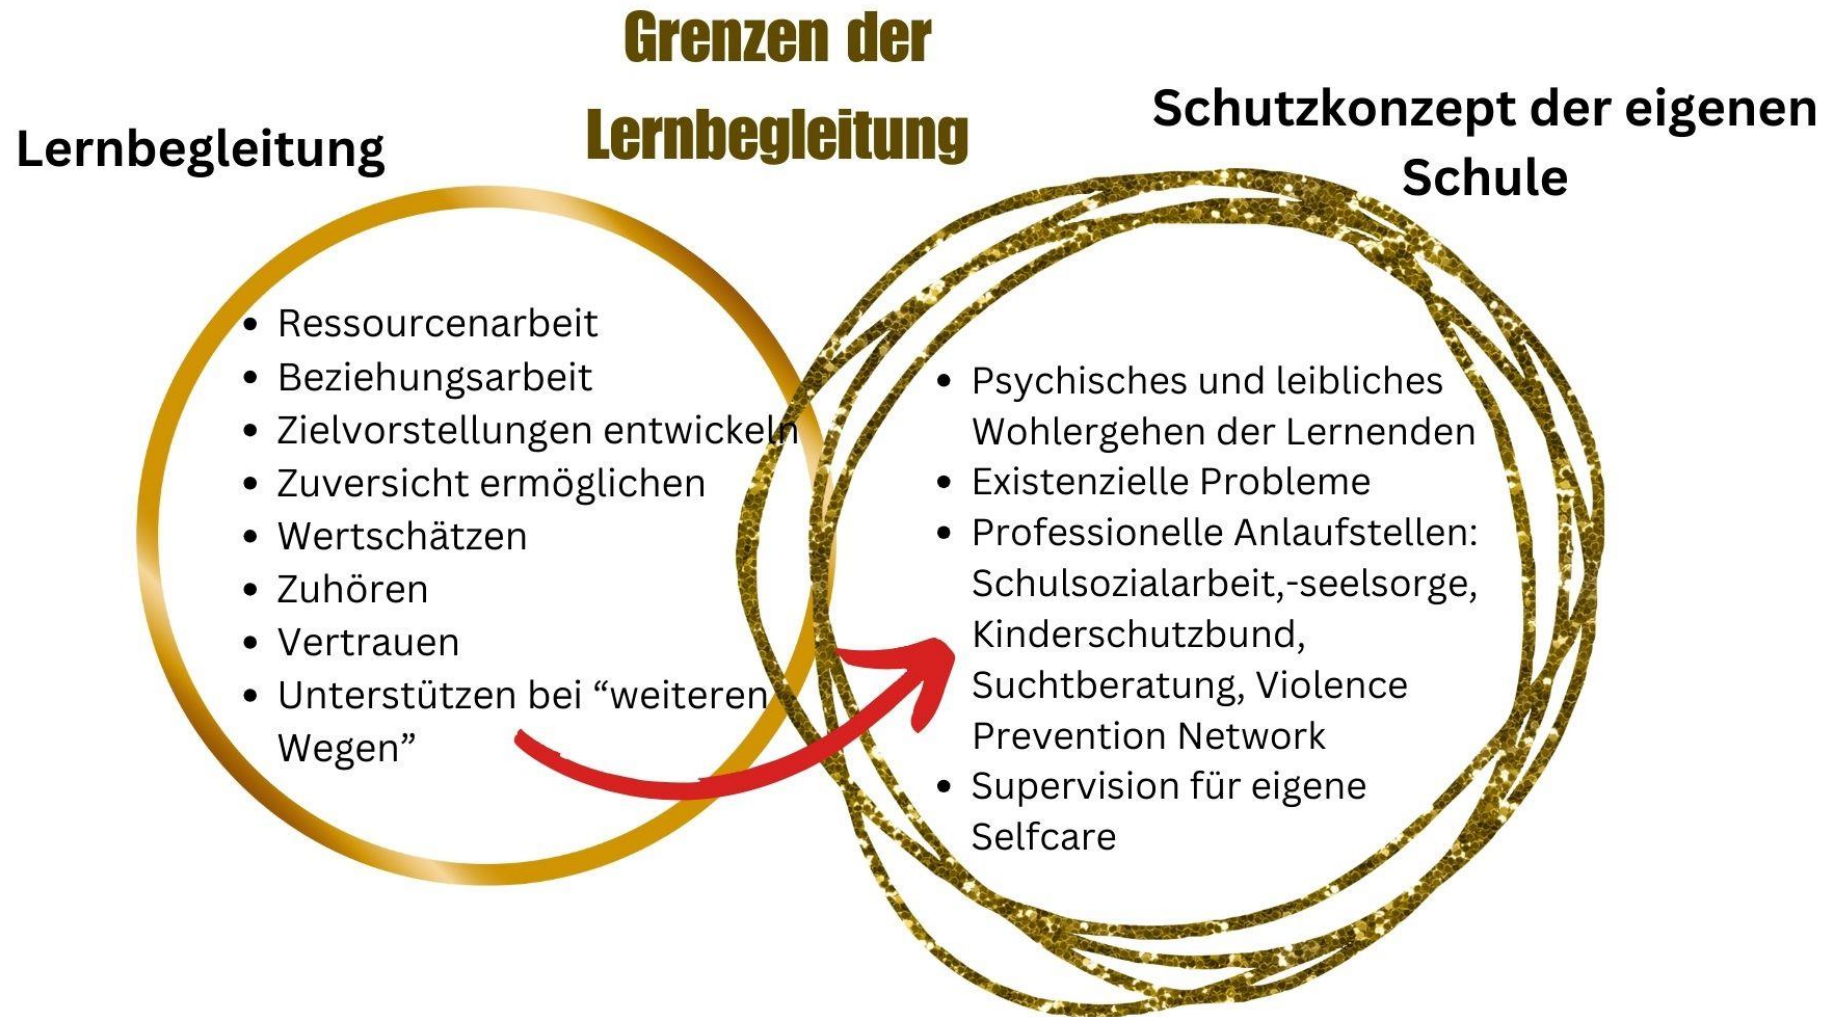 Grenzen der
Lernbegleitung
Lernbegleitung
• Ressourcenarbeit
• Beziehungsarbeit
• Zielvorstellungen entwickeln
• Zuversicht ermöglichen
• Wertschätzen
• Zuhören
• Vertrauen
• Unterstützen bei “weiteren
Wegen”
Schutzkonzept der eigenen
Schule
• Psychisches und leibliches
Wohlergehen der Lernenden
• Existenzielle Probleme
• Professionelle Anlaufstellen:
Schulsozialarbeit,-seelsorge,
Kinderschutzbund,
Suchtberatung, Violence
Prevention Network
• Supervision für eigene
Selfcare